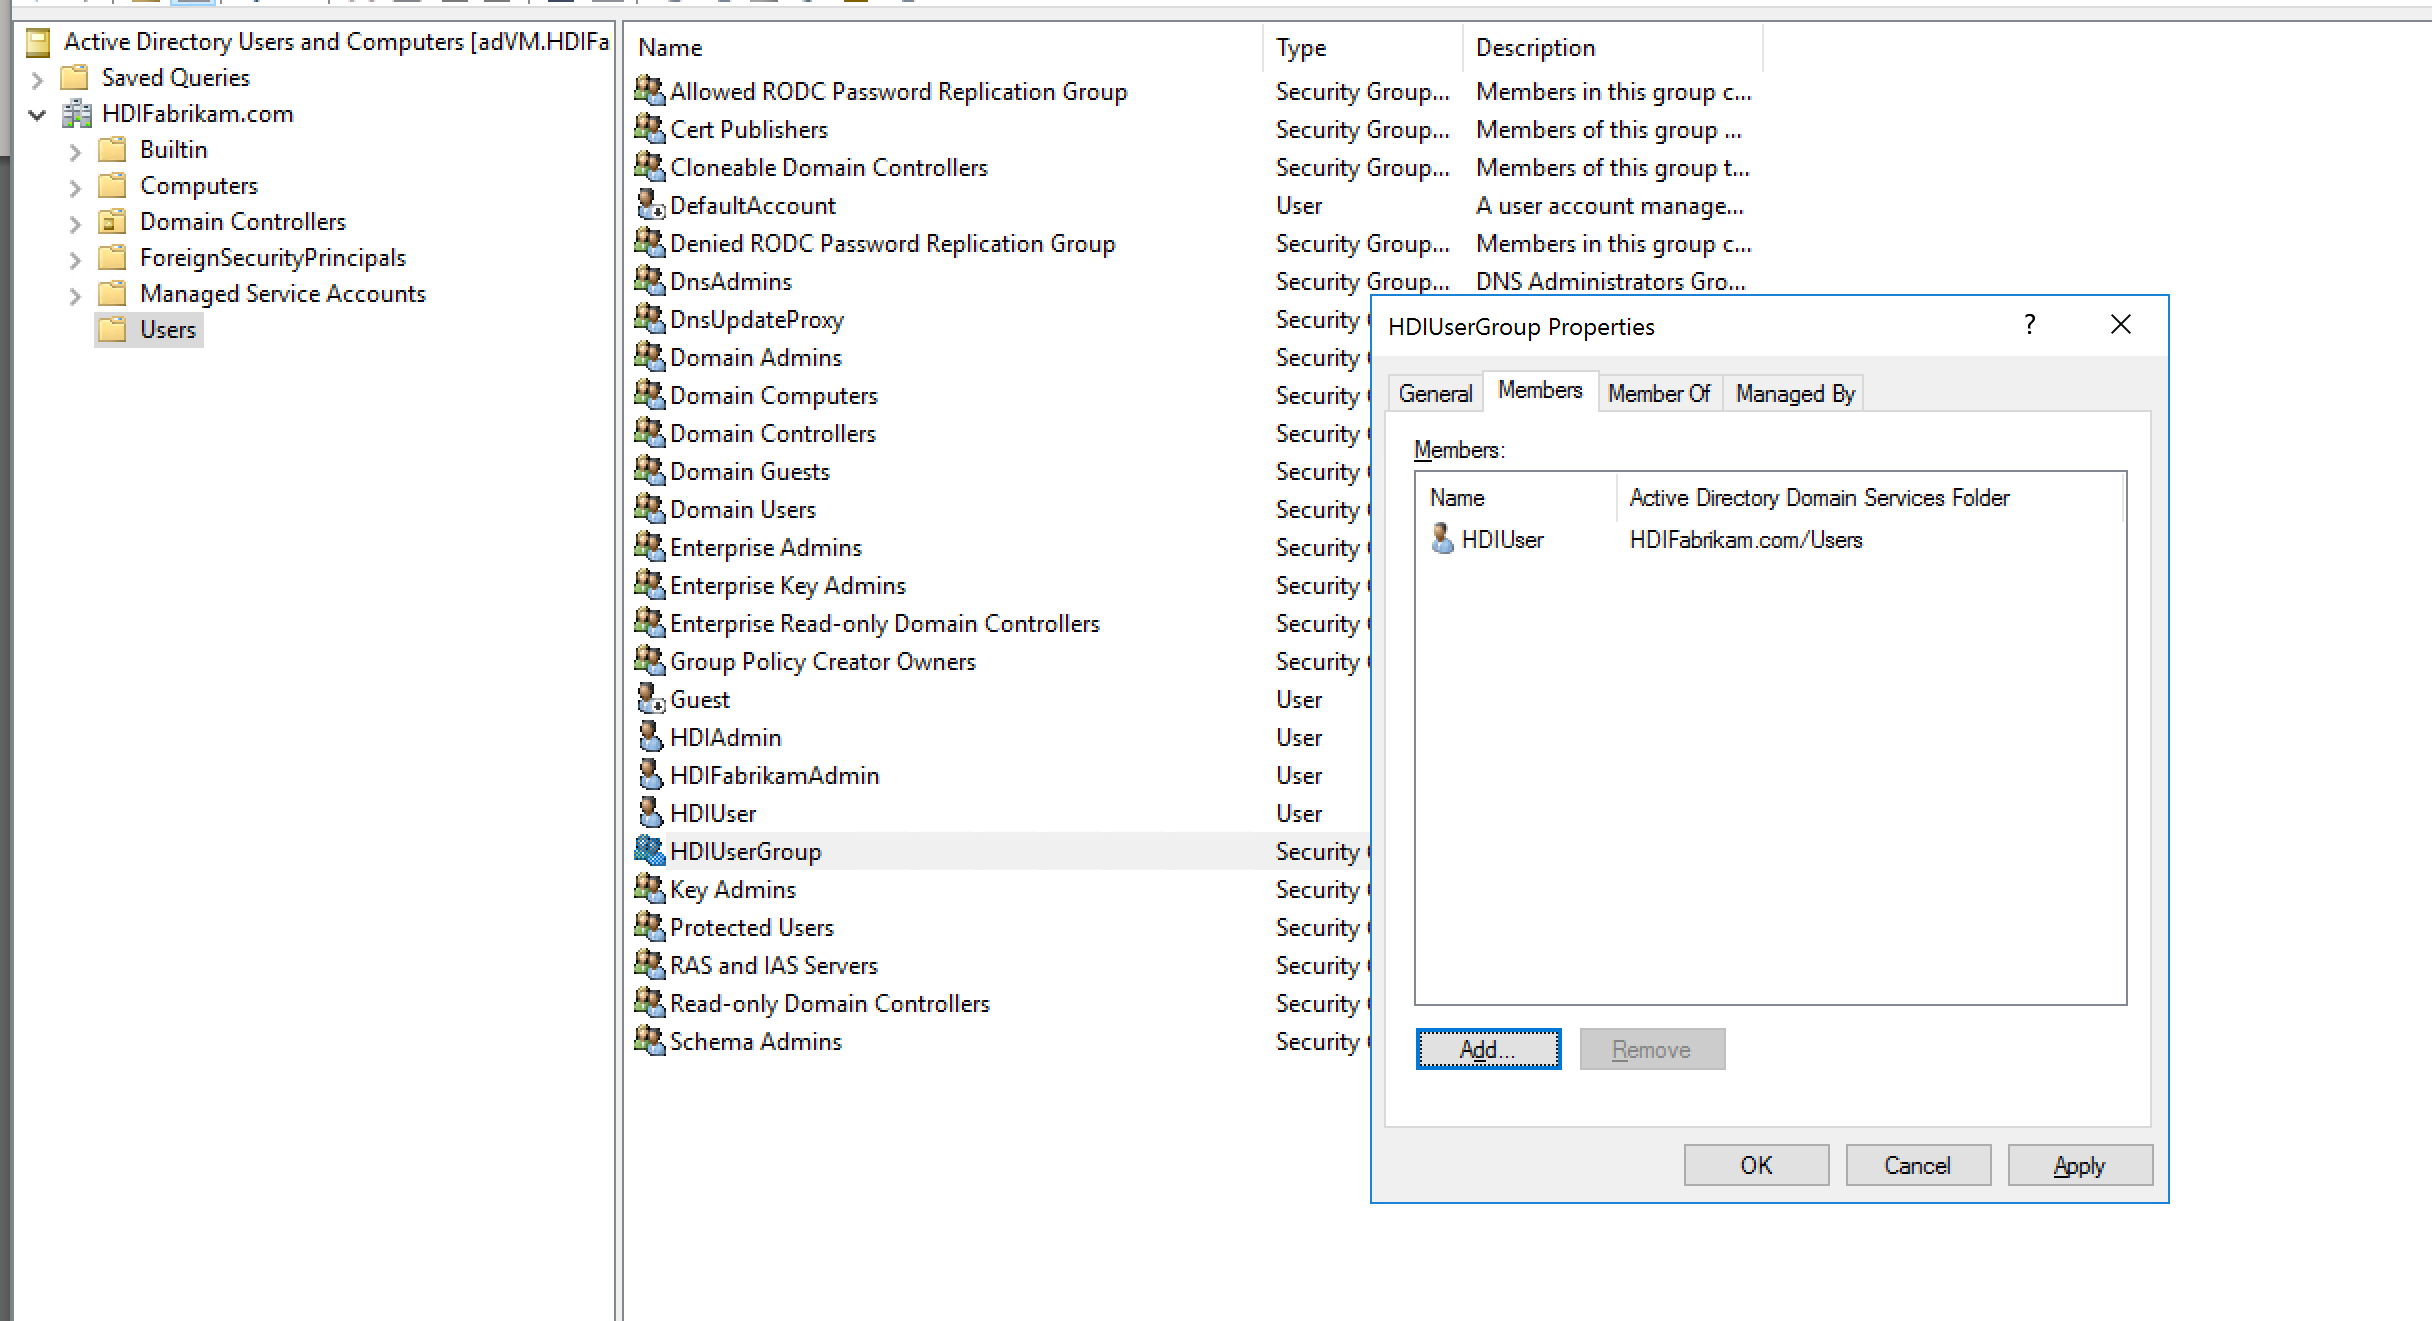 Active Directory Users and Computers [adVM.HDIFa
Saved Queries
HDIFabrikam.com
Builtin
Computers
Domain Controllers
ForeignSecurityPrincipals
Managed Service Accounts
Users
Name Type Description
Allowed RODC Password Replication Group Security Group... Members in this group c...
Cert Publishers Security Group... Members of this group ...
Cloneable Domain Controllers Security Group... Members of this group t...
DefaultAccount User A user account manage...
Denied RODC Password Replication Group Security Group... Members in this group c...
DnsAdmins Security Group... DNS Administrators Gro...
DnsUpdateProxy Security
Domain Admins Security
Domain Computers Security
Domain Controllers Security
Domain Guests Security
Domain Users Security
Enterprise Admins Security
Enterprise Key Admins Security
Enterprise Read-only Domain Controllers Security
Group Policy Creator Owners Security
Guest User
HDIAdmin User
HDIFabrikamAdmin User
HDIUser User
HDIUserGroup Security
Key Admins Security
Protected Users Security
RAS and IAS Servers Security
Read-only Domain Controllers Security
Schema Admins Security
HDIUserGroup Properties ?
General Members Member Of Managed By
Members:
Name Active Directory Domain Services Folder
HDIUser HDIFabrikam.com/Users
Add... Remove
OK Cancel Apply